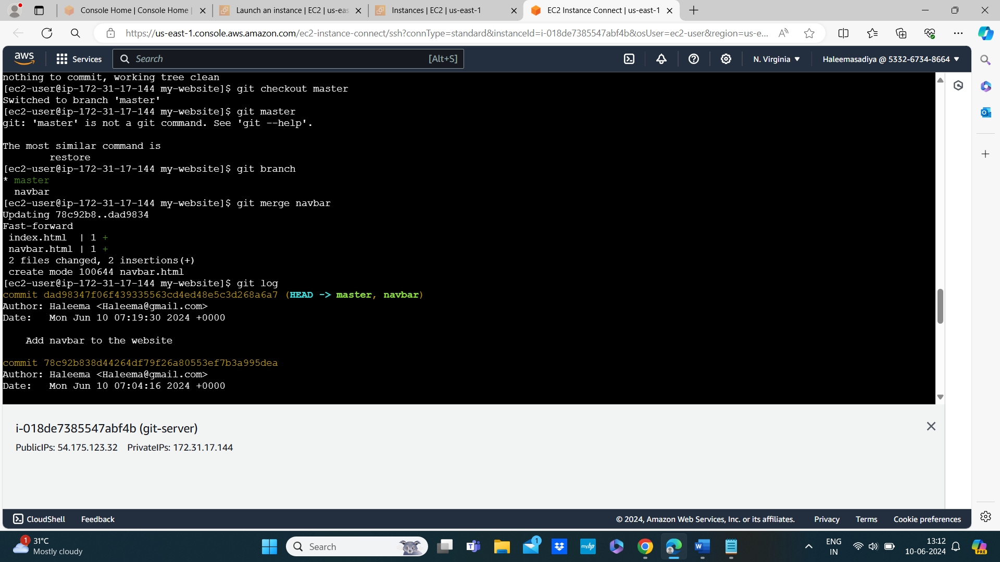 Console Home | Console Home |
Launch an instance | EC2 | us-eas
Instances | EC2 | us-east-1
EC2 Instance Connect | us-east-1
https://us-east-1.console.aws.amazon.com/ec2-instance-connect/ssh?connType=standard&instanceId=i-018de7385547abf4b&osUser=ec2-user&region=us-e...
aws
Services
Search
[Alt+S]
N. Virginia
Haleemasadiya @ 5332-6734-8664
nothing to commit, working tree clean
[ec2-user@ip-172-31-17-144 my-website]$ git checkout master
Switched to branch 'master'
[ec2-user@ip-172-31-17-144 my-website]$ git master
git: 'master' is not a git command. See 'git --help'.
The most similar command is
restore
[ec2-user@ip-172-31-17-144 my-website]$ git branch
* master
navbar
[ec2-user@ip-172-31-17-144 my-website]$ git merge navbar
Updating 78c92b8..dad9834
Fast-forward
index.html | 1 +
navbar.html | 1 +
2 files changed, 2 insertions(+)
create mode 100644 navbar.html
[ec2-user@ip-172-31-17-144 my-website]$ git log
commit dad98347f06f439335563cd4ed48e5c3d268a6a7 (HEAD -> master, navbar)
Author: Haleema <Haleema@gmail.com>
Date: Mon Jun 10 07:19:30 2024 +0000
Add navbar to the website
commit 78c92b838d44264df79f26a80553ef7b3a995dea
Author: Haleema <Haleema@gmail.com>
Date: Mon Jun 10 07:04:16 2024 +0000
i-018de7385547abf4b (git-server)
PublicIPs: 54.175.123.32 PrivateIPs: 172.31.17.144
CloudShell
Feedback
© 2024, Amazon Web Services, Inc. or its affiliates.
Privacy
Terms
Cookie preferences
1
31°C
Mostly cloudy
Search
1
myhp
ENG
IN
13:12
10-06-2024
PRE